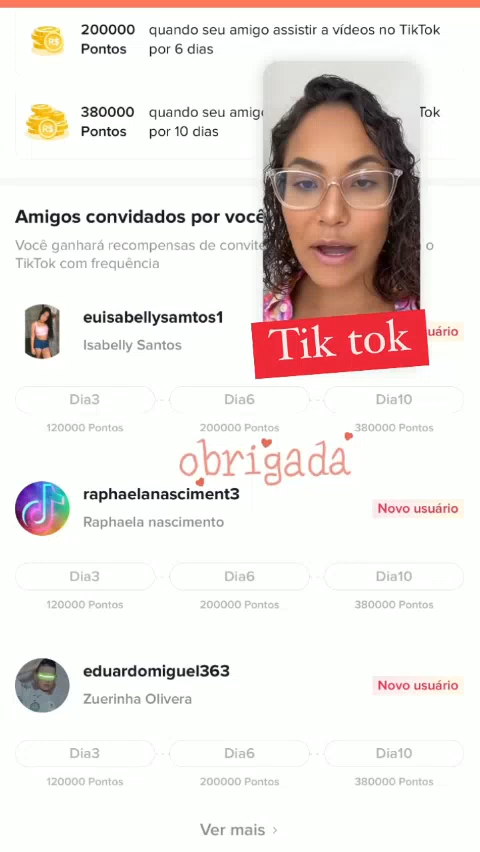 200000 quando seu amigo assistir a vídeos no TikTok
Pontos por 6 dias
380000 quando seu amig Tok
Pontos por 10 dias
Amigos convidados por você
Você ganhará recompensas de convite o
TikTok com frequência
euisabellysamtos1
Isabelly Santos
uário
Tik tok
Dia3 Dia6 Dia10
120000 Pontos 200000 Pontos 380000 Pontos
obrigada
raphaelanasciment3
Raphaela nascimento
Novo usuário
Dia3 Dia6 Dia10
120000 Pontos 200000 Pontos 380000 Pontos
eduardomiguel363
Zuerinha Olivera
Novo usuário
Dia3 Dia6 Dia10
120000 Pontos 200000 Pontos 380000 Pontos
Ver mais